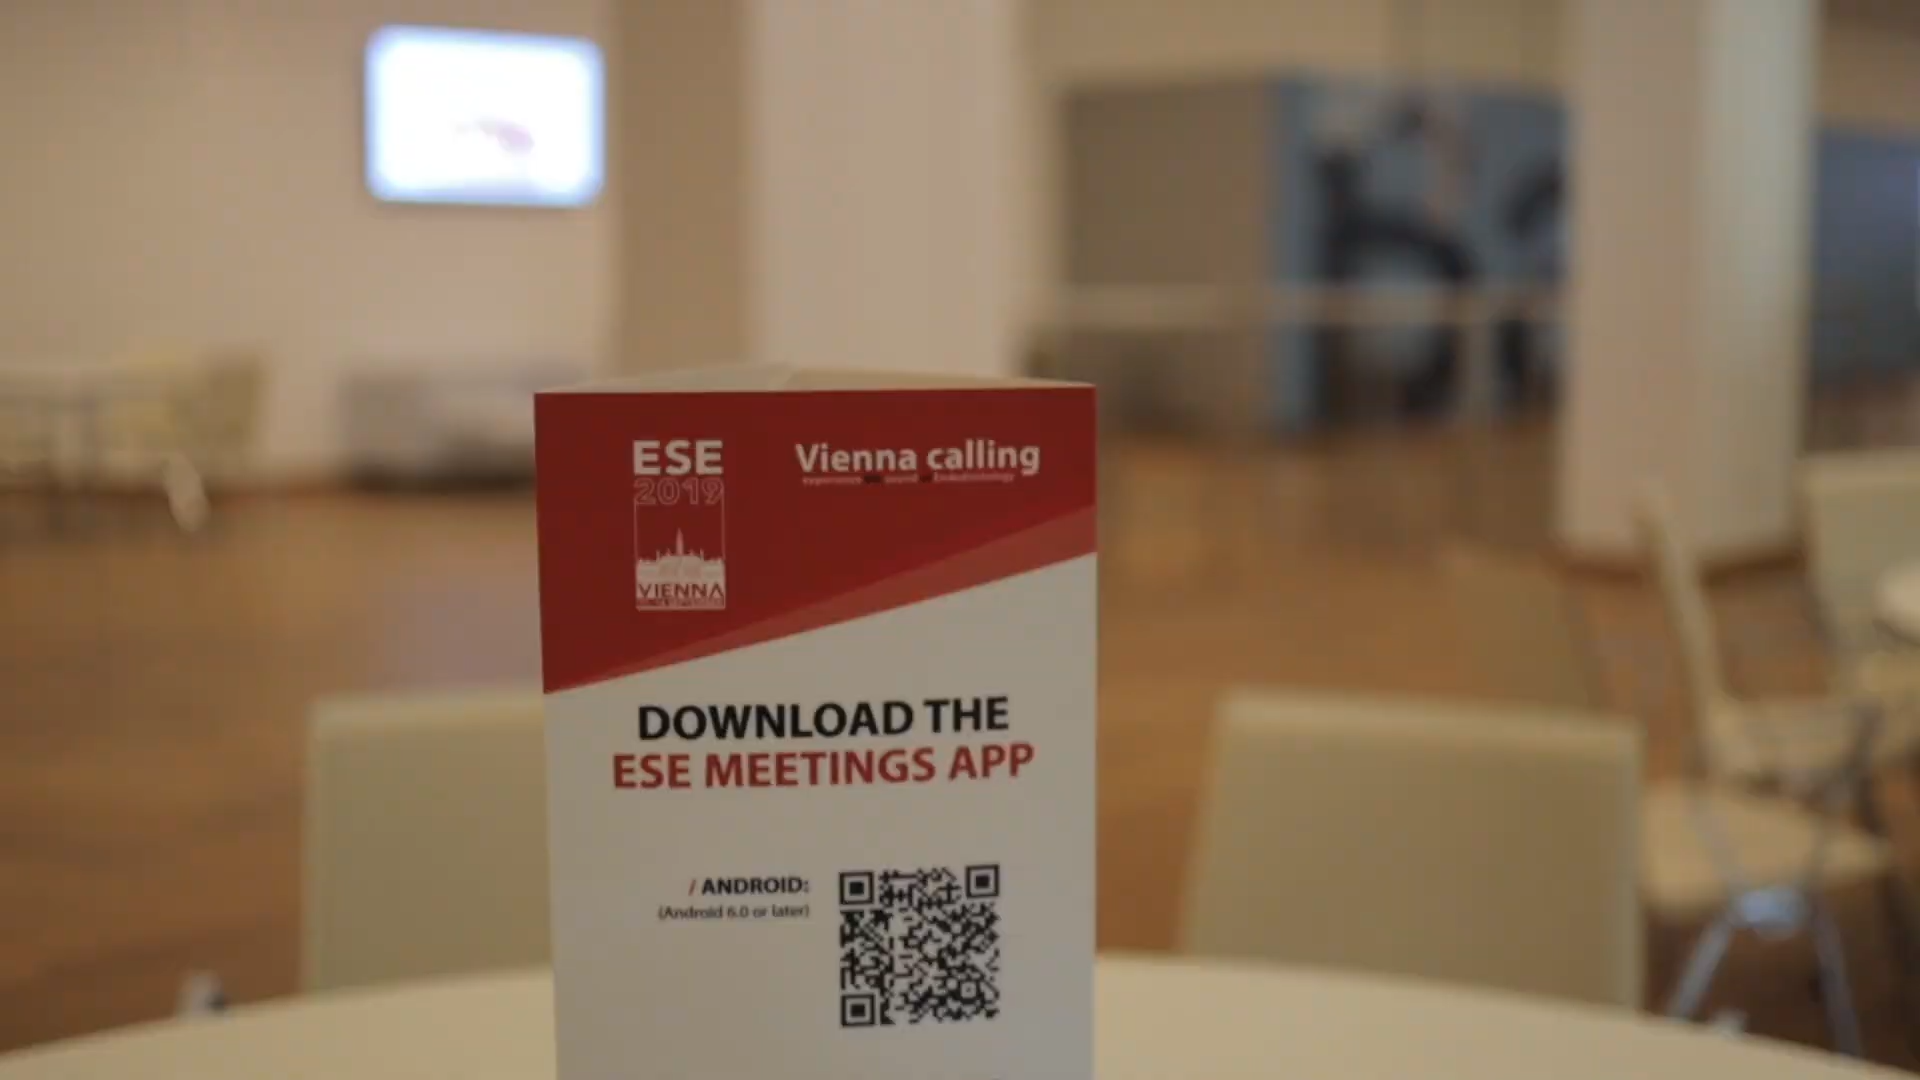 ESE
2019
VIENNA
Vienna calling
DOWNLOAD THE
ESE MEETINGS APP
/ ANDROID:
(Android 6.0 or later)